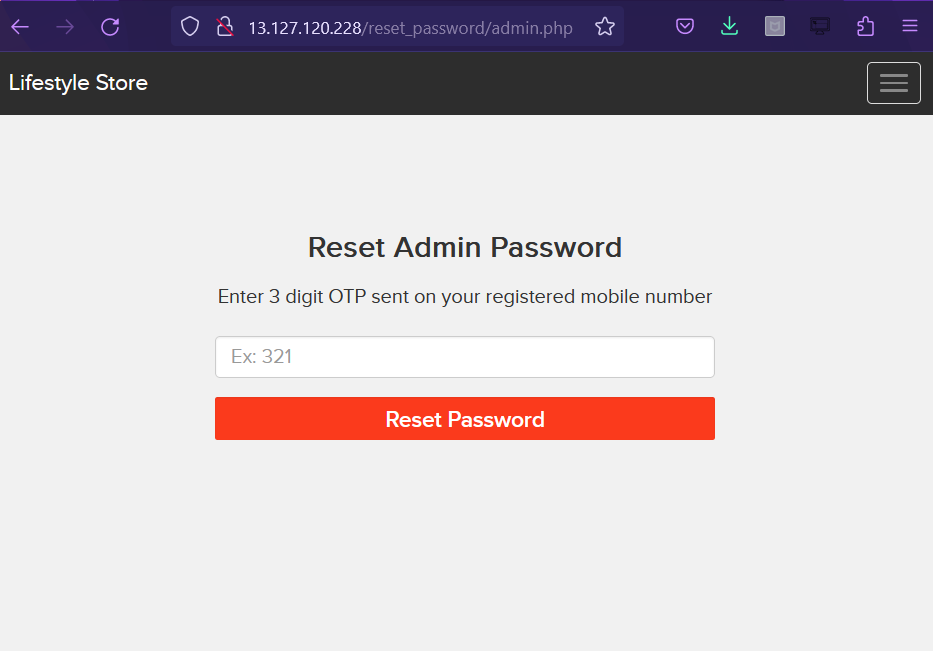 13.127.120.228/reset_password/admin.php
Lifestyle Store
Reset Admin Password
Enter 3 digit OTP sent on your registered mobile number
Ex: 321
Reset Password